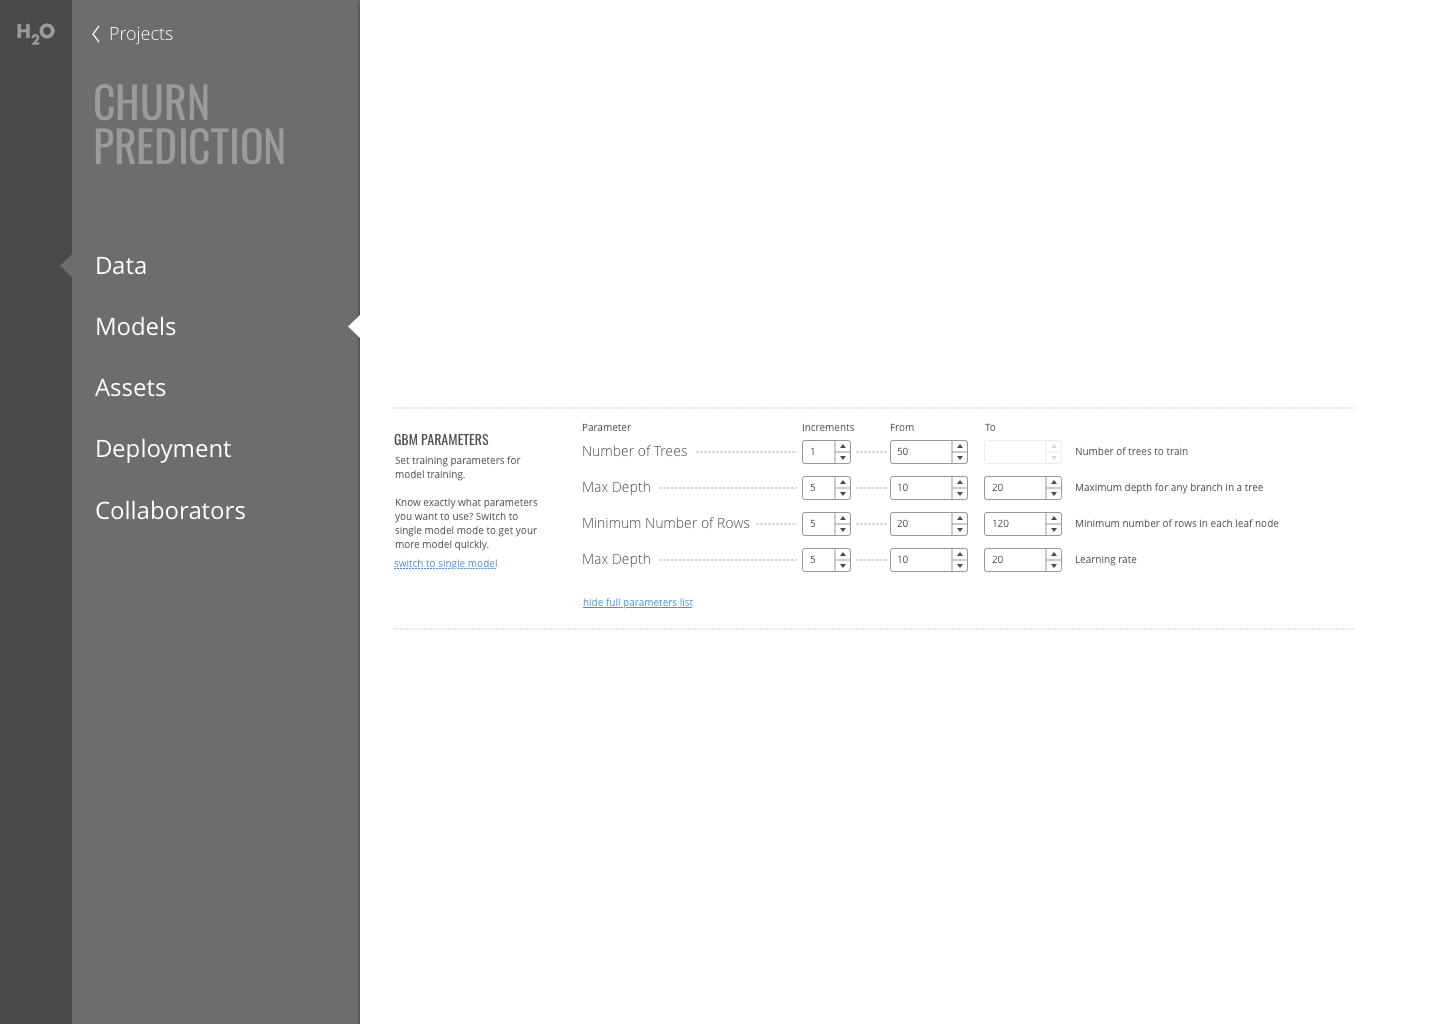 H2O
Projects
CHURN
PREDICTION
Data
Models
Assets
Deployment
Collaborators
GBM PARAMETERS
Set training parameters for
model training.
Know exactly what parameters
you want to use? Switch to
single model mode to get your
more model quickly.
switch to single model
Parameter Increments From To
Number of Trees 1 50 Number of trees to train
Max Depth 5 10 20 Maximum depth for any branch in a tree
Minimum Number of Rows 5 20 120 Minimum number of rows in each leaf node
Max Depth 5 10 20 Learning rate
hide full parameters list